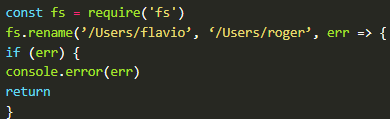 const fs = require('fs')
fs.rename(’/Users/flavio’, ‘/Users/roger’, err => {
if (err) {
console.error(err)
return
}